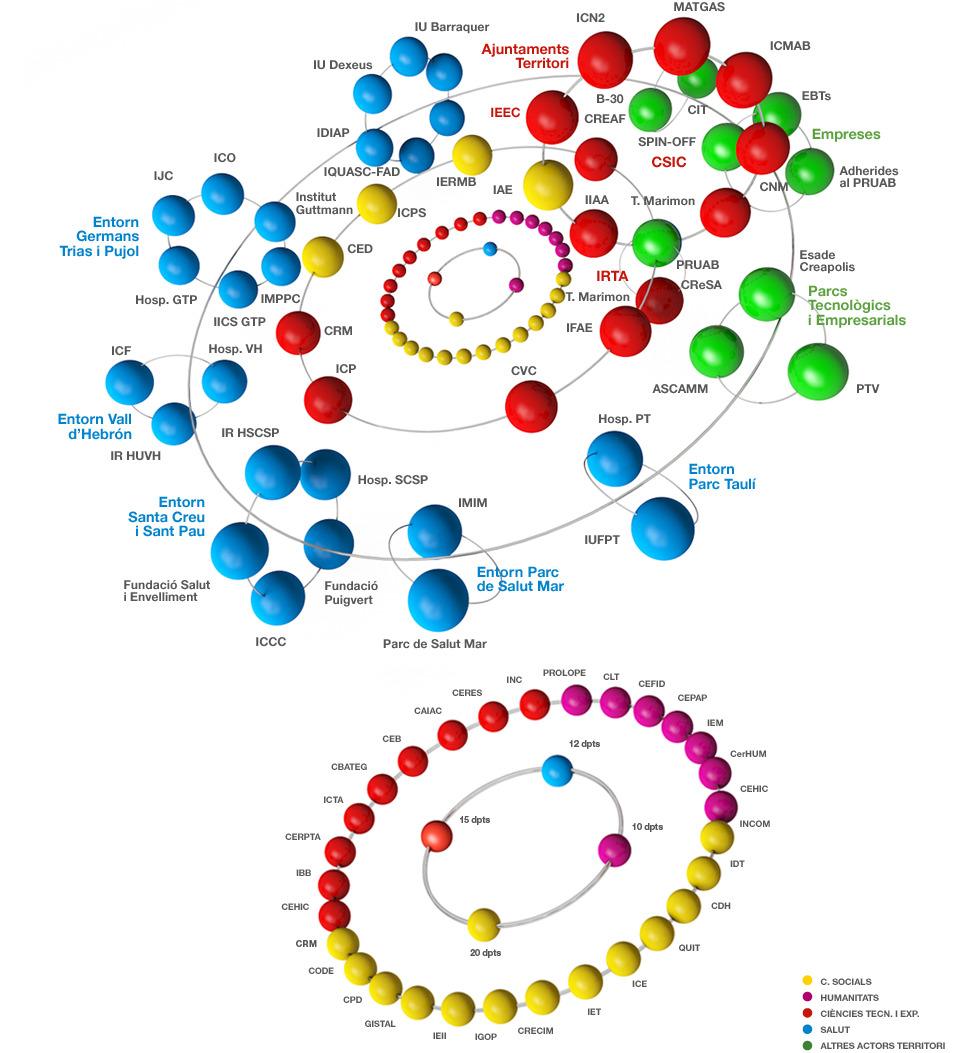 MATGAS
ICN2
IU Barraquer
Ajuntaments
Territori
ICMAB
IU Dexeus
B-30
EBTs
IEEC
CREAF
CIT
IDIAP
SPIN-OFF
Empreses
CSIC
ICO
IQUASC-FAD
IERMB
Adherides
al PRUAB
IJC
IAE
CNM
Institut
Guttmann
ICPS
IIAA
T. Marimon
Entorn
Germans
Trias i Pujol
CED
PRUAB
Esade
Creapolis
Hosp. GTP
IMPPC
IRTA
CReSA
Parcs
Tecnològics
i Empresarials
T. Marimon
IICS GTP
CRM
IFAE
ICF
Hosp. VH
ICP
CVC
ASCAMM
PTV
Entorn Vall
d'Hebrón
Hosp. PT
IR HUVH
IR HSCSP
Hosp. SCSP
Entorn
Parc Taulí
Entorn
Santa Creu
i Sant Pau
IMIM
IUFPT
Fundació Salut
i Envelliment
Fundació
Puigvert
Entorn Parc
de Salut Mar
ICCC
Parc de Salut Mar
PROLOPE
CLT
INC
CEFID
CERES
CEPAP
CAIAC
IEM
CEB
12 dpts
CerHUM
CBATEG
CEHIC
ICTA
15 dpts
10 dpts
INCOM
CERPTA
IDT
IBB
CEHIC
CDH
CRM
20 dpts
QUIT
CODE
ICE
CPD
GISTAL
IET
IEII
IGOP
CRECIM
C. SOCIALS
HUMANITATS
CIÈNCIES TECN. I EXP.
SALUT
ALTRES ACTORS TERRITORI